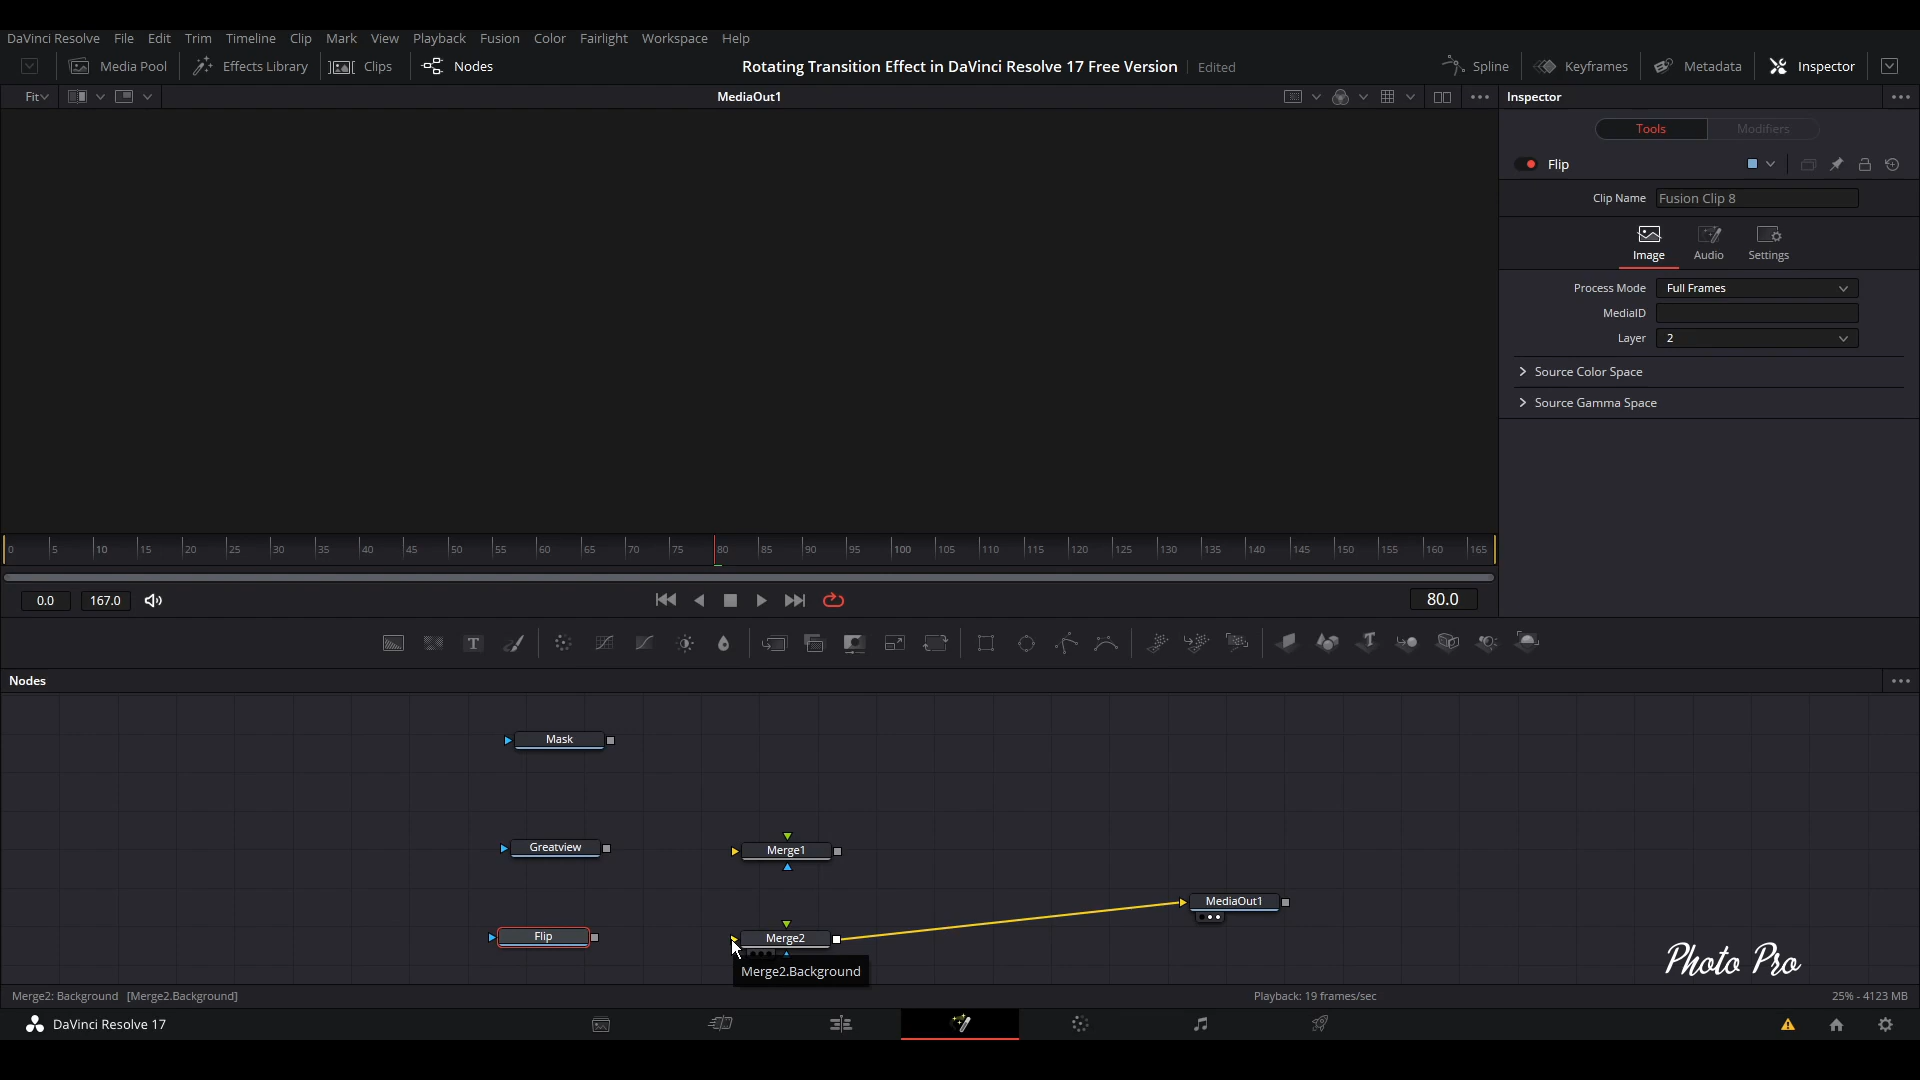 DaVinci Resolve File Edit Trim Timeline Clip Mark View Playback Fusion Color Fairlight Workspace Help
Media Pool Effects Library Clips Nodes Rotating Transition Effect in DaVinci Resolve 17 Free Version Edited Spline Keyframes Metadata Inspector
Fit MediaOut1 Inspector
Tools Modifiers
Flip
Clip Name Fusion Clip 8
Image Audio Settings
Process Mode Full Frames
MediaID
Layer 2
Source Color Space
Source Gamma Space
0 5 10 15 20 25 30 35 40 45 50 55 60 65 70 75 80 85 90 95 100 105 110 115 120 125 130 135 140 145 150 155 160 165
0.0 167.0 80.0
T T
Nodes
Mask
Greatview Merge1
MediaOut1
Flip Merge2
Photo Pro
Merge2.Background
Merge2: Background [Merge2.Background] Playback: 19 frames/sec 25% - 4123 MB
DaVinci Resolve 17